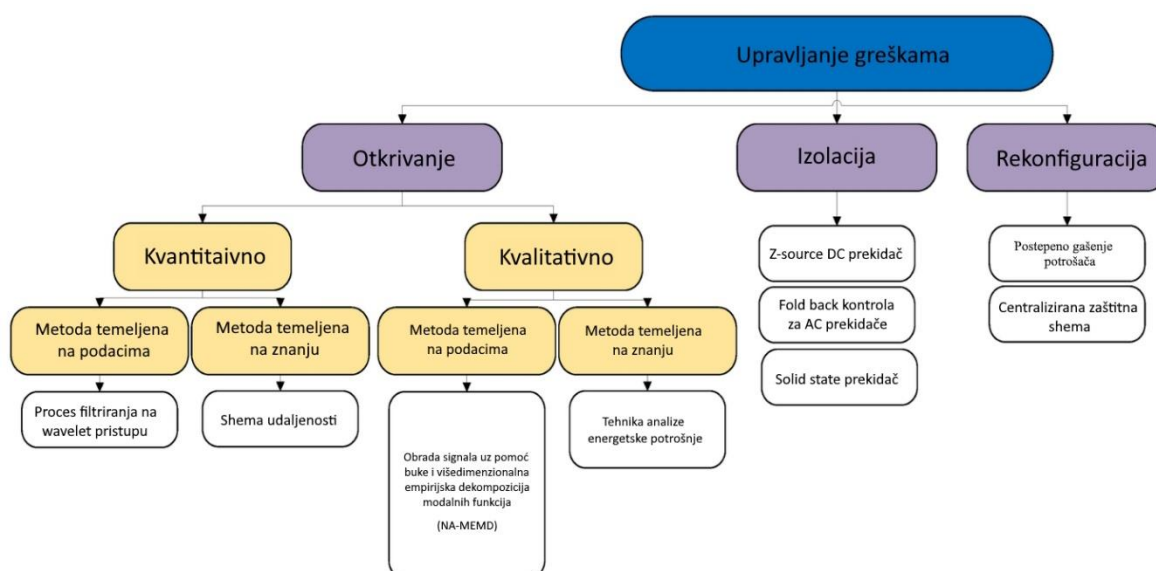 Upravljanje greškama
Otkrivanje
Izolacija
Rekonfiguracija
Kvantitaivno
Kvalitativno
Metoda temeljena
na podacima
Metoda temeljena
na znanju
Metoda temeljena
na podacima
Metoda temeljena
na znanju
Proces filtriranja na
wavelet pristupu
Shema udaljenosti
Obrada signala uz pomoć
buke i višedimenzionalna
empirijska dekompozicija
modalnih funkcija
(NA-MEMD)
Tehnika analize
energetske potrošnje
Z-source DC prekidač
Fold back kontrola
za AC prekidače
Solid state prekidač
Postepeno gašenje
potrošača
Centralizirana zaštitna
shema